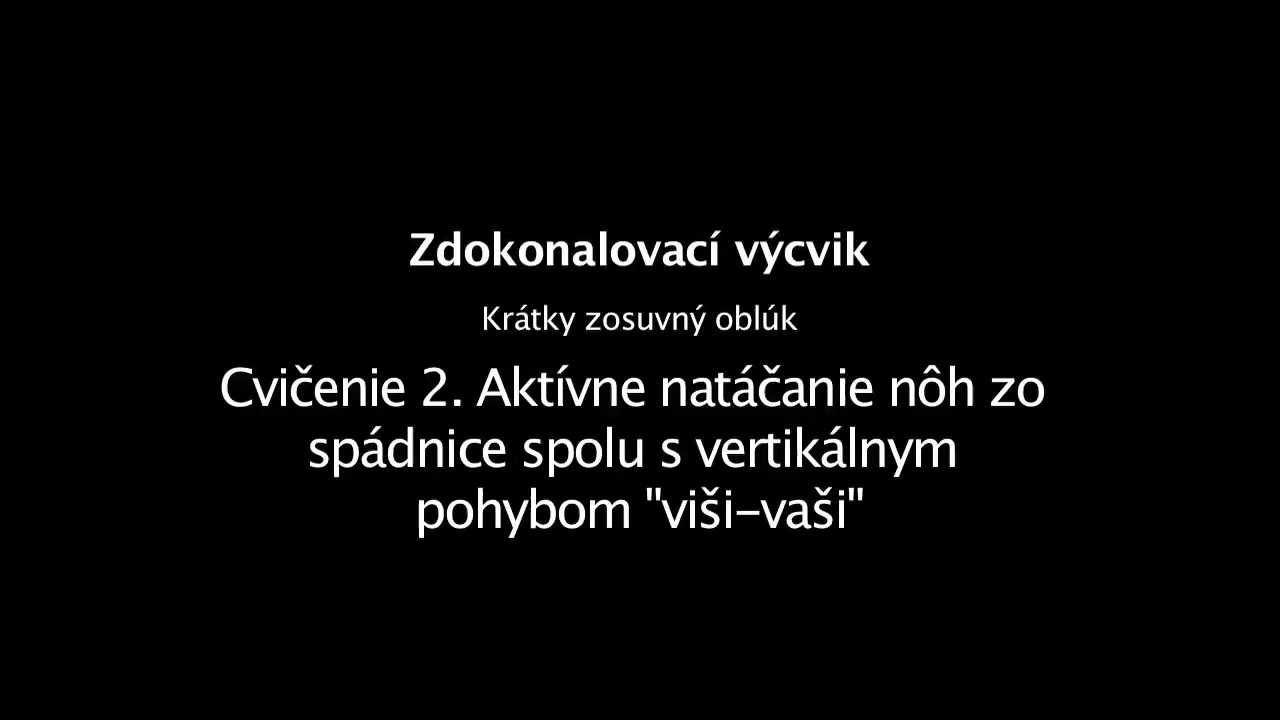 Zdokonalovací výcvik
Krátky zosuvný oblúk
Cvičenie 2. Aktívne natáčanie nôh zo
spádnice spolu s vertikálnym
pohybom "viši-vaši"